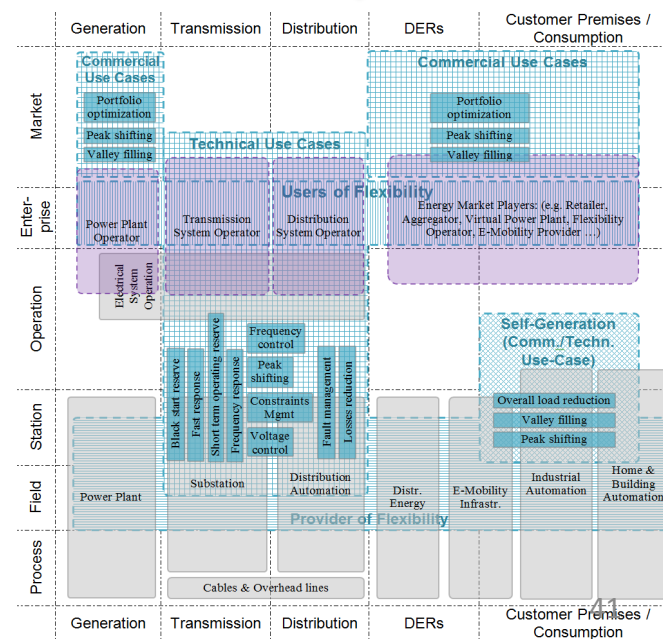 Generation
Transmission
Distribution
DERs
Customer Premises /
Consumption
Market
Enter-
prise
Operation
Station
Field
Process
Commercial
Use Cases
Portfolio
optimization
Peak shifting
Valley filling
Technical Use Cases
Commercial Use Cases
Portfolio
optimization
Peak shifting
Valley filling
Users of Flexibility
Power Plant
Operator
Transmission
System Operator
Distribution
System Operator
Energy Market Players: (e.g. Retailer,
Aggregator, Virtual Power Plant, Flexibility
Operator, E-Mobility Provider …)
Electrical
System
Operation
Black start reserve
Fast response
Short term operating reserve
Frequency response
Frequency
control
Peak
shifting
Constraints
Mgmt
Voltage
control
Fault management
Losses reduction
Self-Generation
(Comm./Techn.
Use-Case)
Overall load reduction
Valley filling
Peak shifting
Power Plant
Substation
Distribution
Automation
Distr.
Energy
E-Mobility
Infrastr.
Industrial
Automation
Home &
Building
Automation
Provider of Flexibility
Cables & Overhead lines
41
Generation
Transmission
Distribution
DERs
Customer Premises /
Consumption